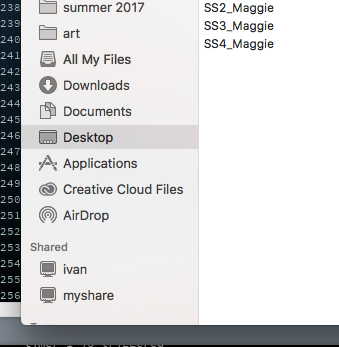 238
239
240
241
242
243
244
245
246
247
248
249
250
251
252
253
254
255
256
summer 2017
art
All My Files
Downloads
Documents
Desktop
Applications
Creative Cloud Files
AirDrop
Shared
ivan
myshare
SS2_Maggie
SS3_Maggie
SS4_Maggie